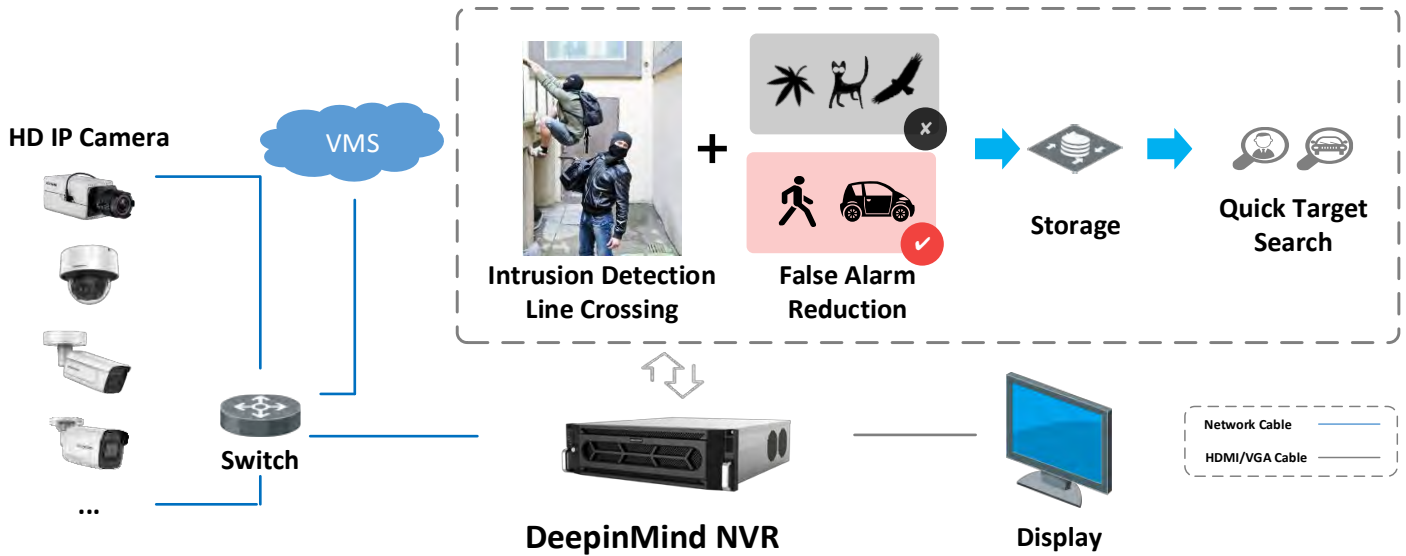 HD IP Camera
VMS
Intrusion Detection
Line Crossing
+
False Alarm
Reduction
Storage
Quick Target
Search
Switch
...
DeepinMind NVR
Display
Network Cable
HDMI/VGA Cable